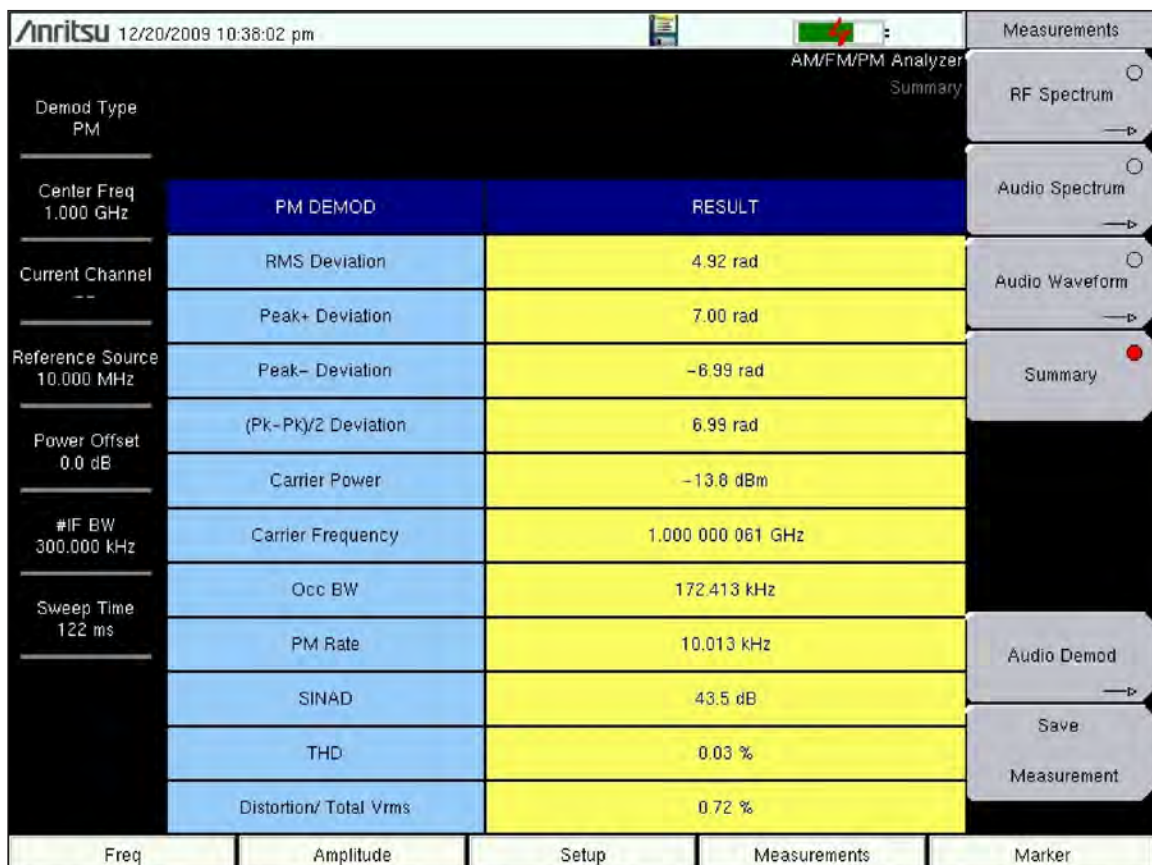 Anritsu 12/20/2009 10:38:02 pm
AM/FM/PM Analyzer
Summary
Demod Type
PM
Center Freq
1.000 GHz
Current Channel
--
Reference Source
10.000 MHz
Power Offset
0.0 dB
#IF BW
300.000 kHz
Sweep Time
122 ms
PM DEMOD RESULT
RMS Deviation 4.92 rad
Peak+ Deviation 7.00 rad
Peak- Deviation -6.99 rad
(Pk-Pk)/2 Deviation 6.99 rad
Carrier Power -13.8 dBm
Carrier Frequency 1.000 000 061 GHz
Occ BW 172.413 kHz
PM Rate 10.013 kHz
SINAD 43.5 dB
THD 0.03 %
Distortion/ Total Vrms 0.72 %
Measurements
RF Spectrum
Audio Spectrum
Audio Waveform
Summary
Audio Demod
Save
Measurement
Freq Amplitude Setup Measurements Marker